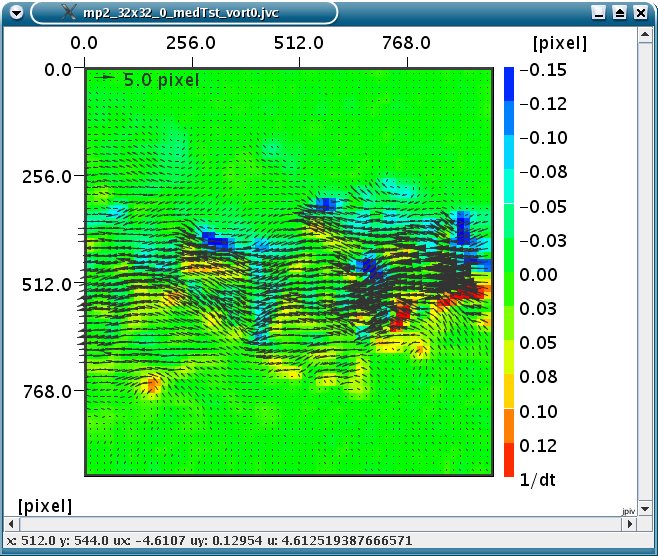 mp2_32x32_0_medTst_vort0.jvc
0.0 256.0 512.0 768.0 [pixel]
0.0
5.0 pixel
256.0
512.0
768.0
[pixel]
−0.15
−0.12
−0.10
−0.08
−0.05
−0.03
0.00
0.03
0.05
0.08
0.10
0.12
1/dt
jpiv
x: 512.0 y: 544.0 ux: -4.6107 uy: 0.12954 u: 4.612519387666571